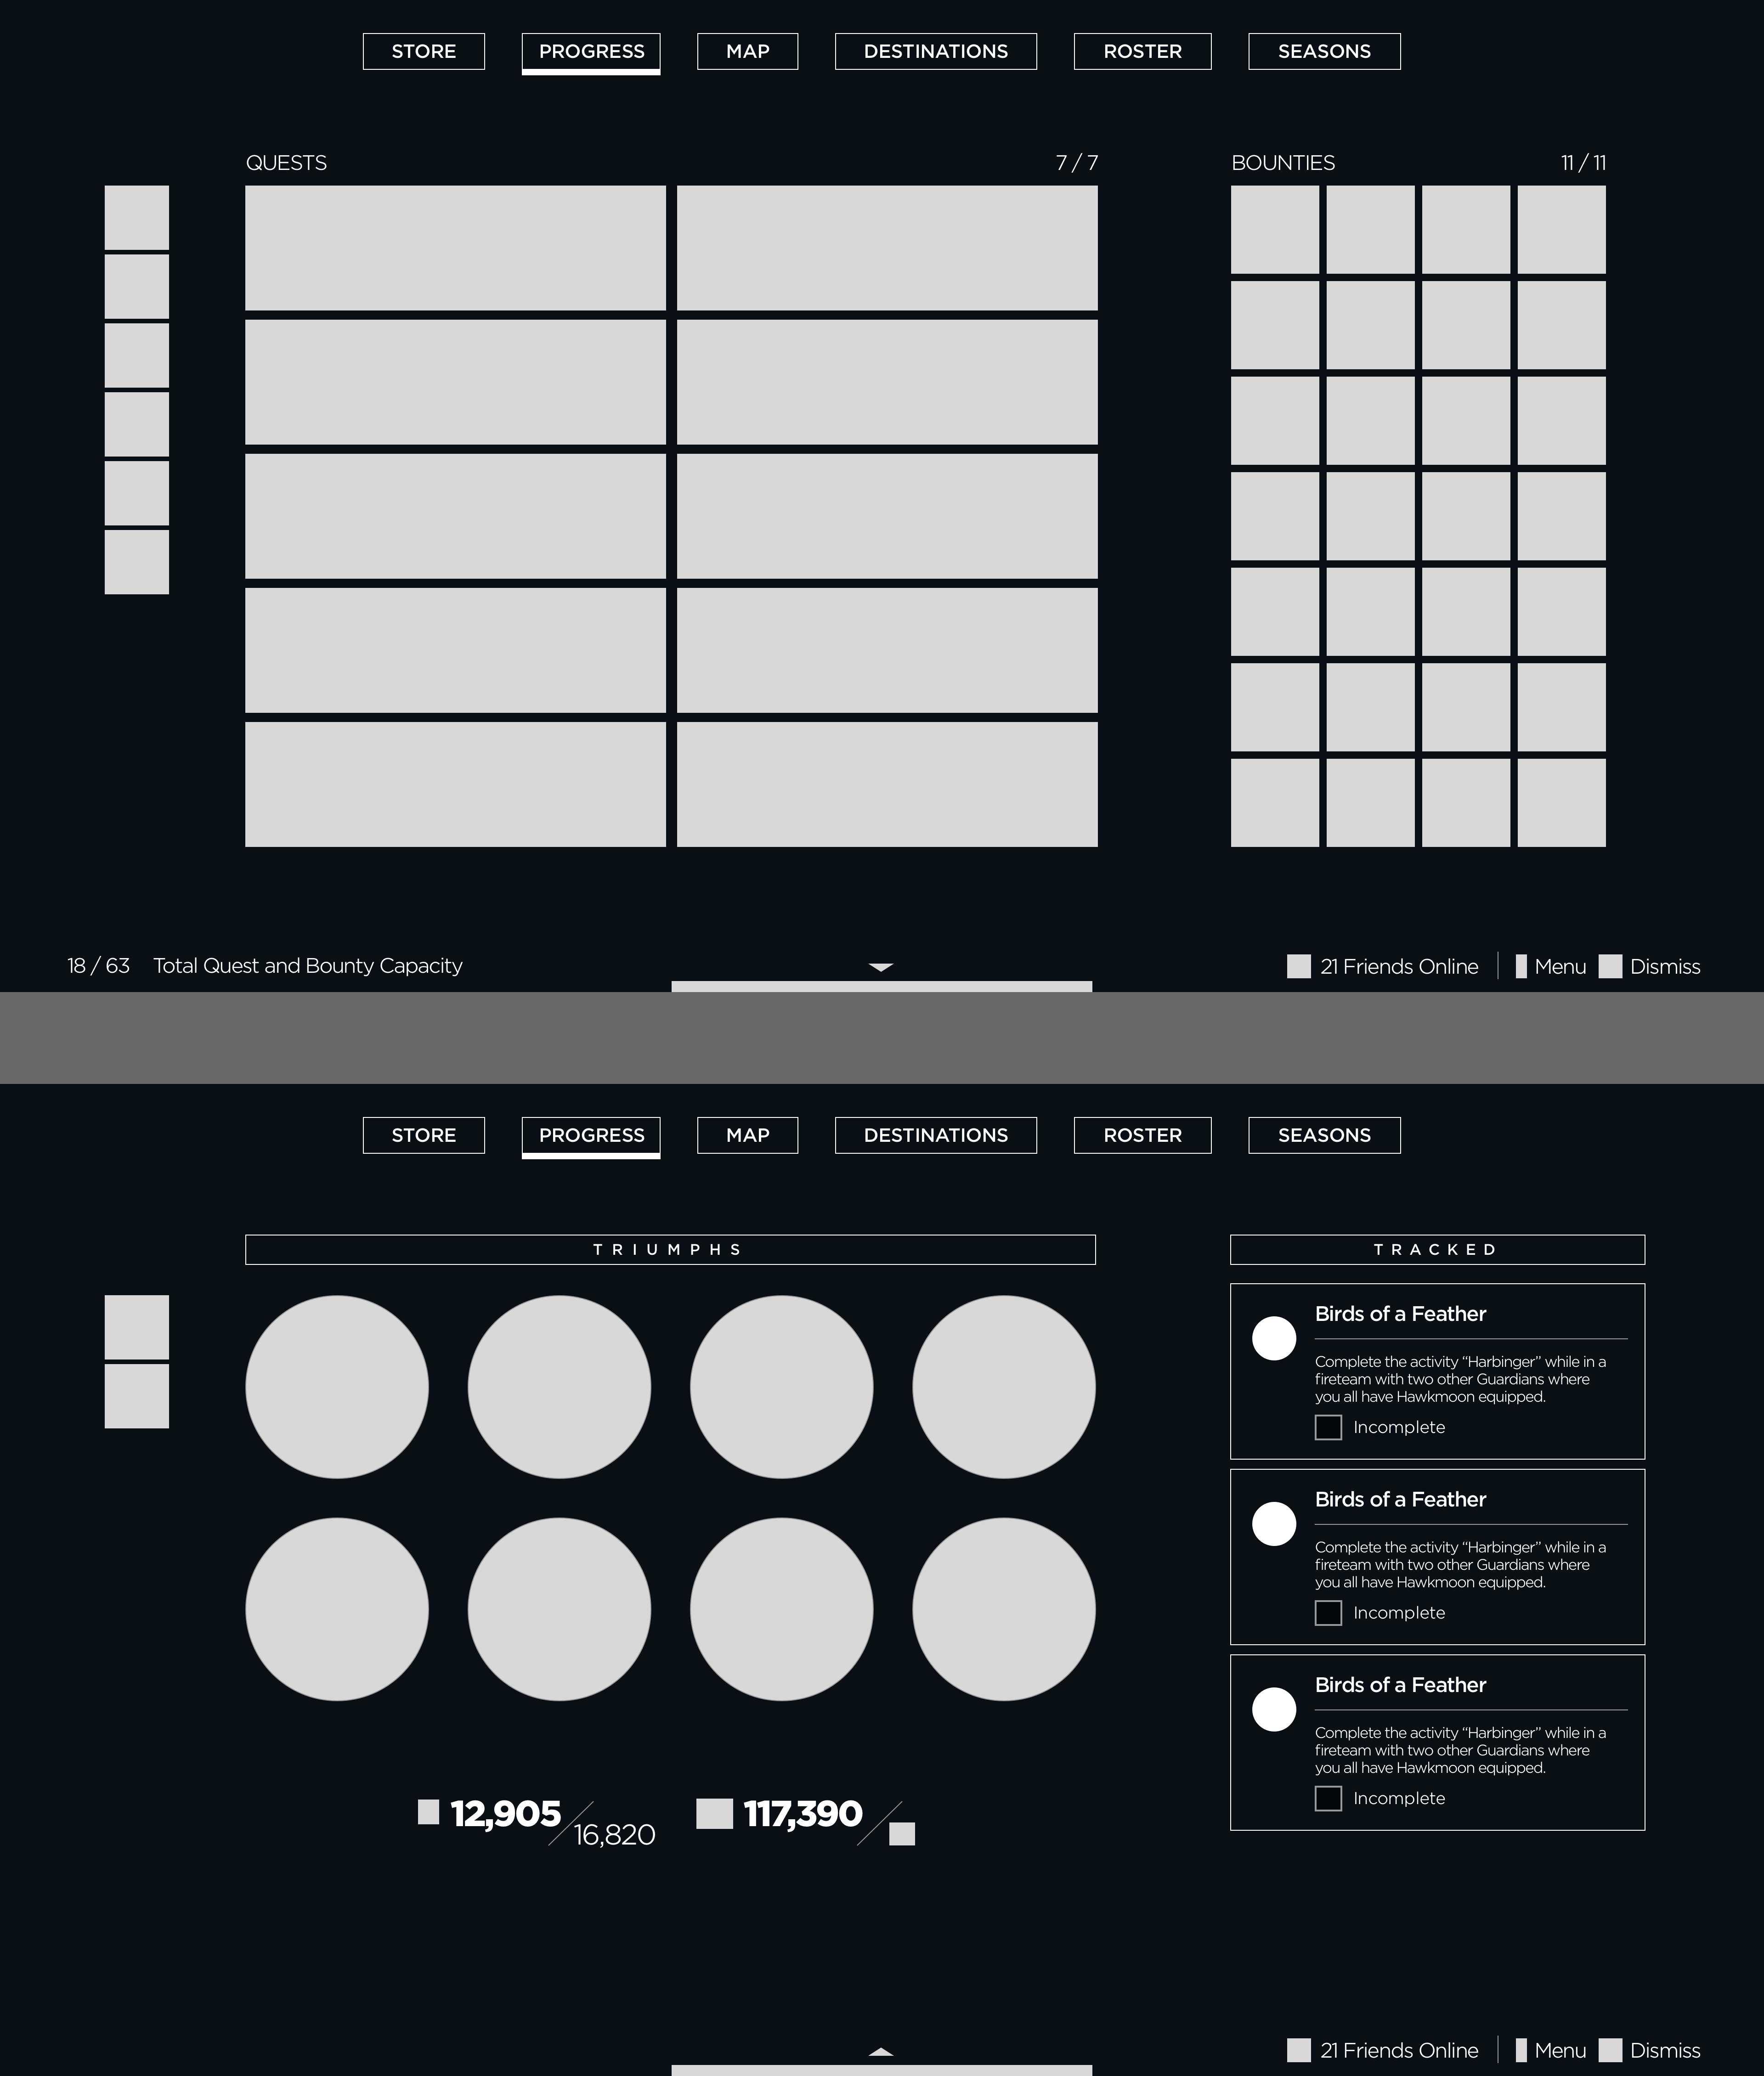 STORE PROGRESS MAP DESTINATIONS ROSTER SEASONS
QUESTS 7 / 7 BOUNTIES 11 / 11
18 / 63 Total Quest and Bounty Capacity 21 Friends Online Menu Dismiss
STORE PROGRESS MAP DESTINATIONS ROSTER SEASONS
TRIUMPHS
12,905 / 16,820 117,390 /
TRACKED
Birds of a Feather
Complete the activity “Harbinger” while in a
fireteam with two other Guardians where
you all have Hawkmoon equipped.
Incomplete
Birds of a Feather
Complete the activity “Harbinger” while in a
fireteam with two other Guardians where
you all have Hawkmoon equipped.
Incomplete
Birds of a Feather
Complete the activity “Harbinger” while in a
fireteam with two other Guardians where
you all have Hawkmoon equipped.
Incomplete
21 Friends Online Menu Dismiss